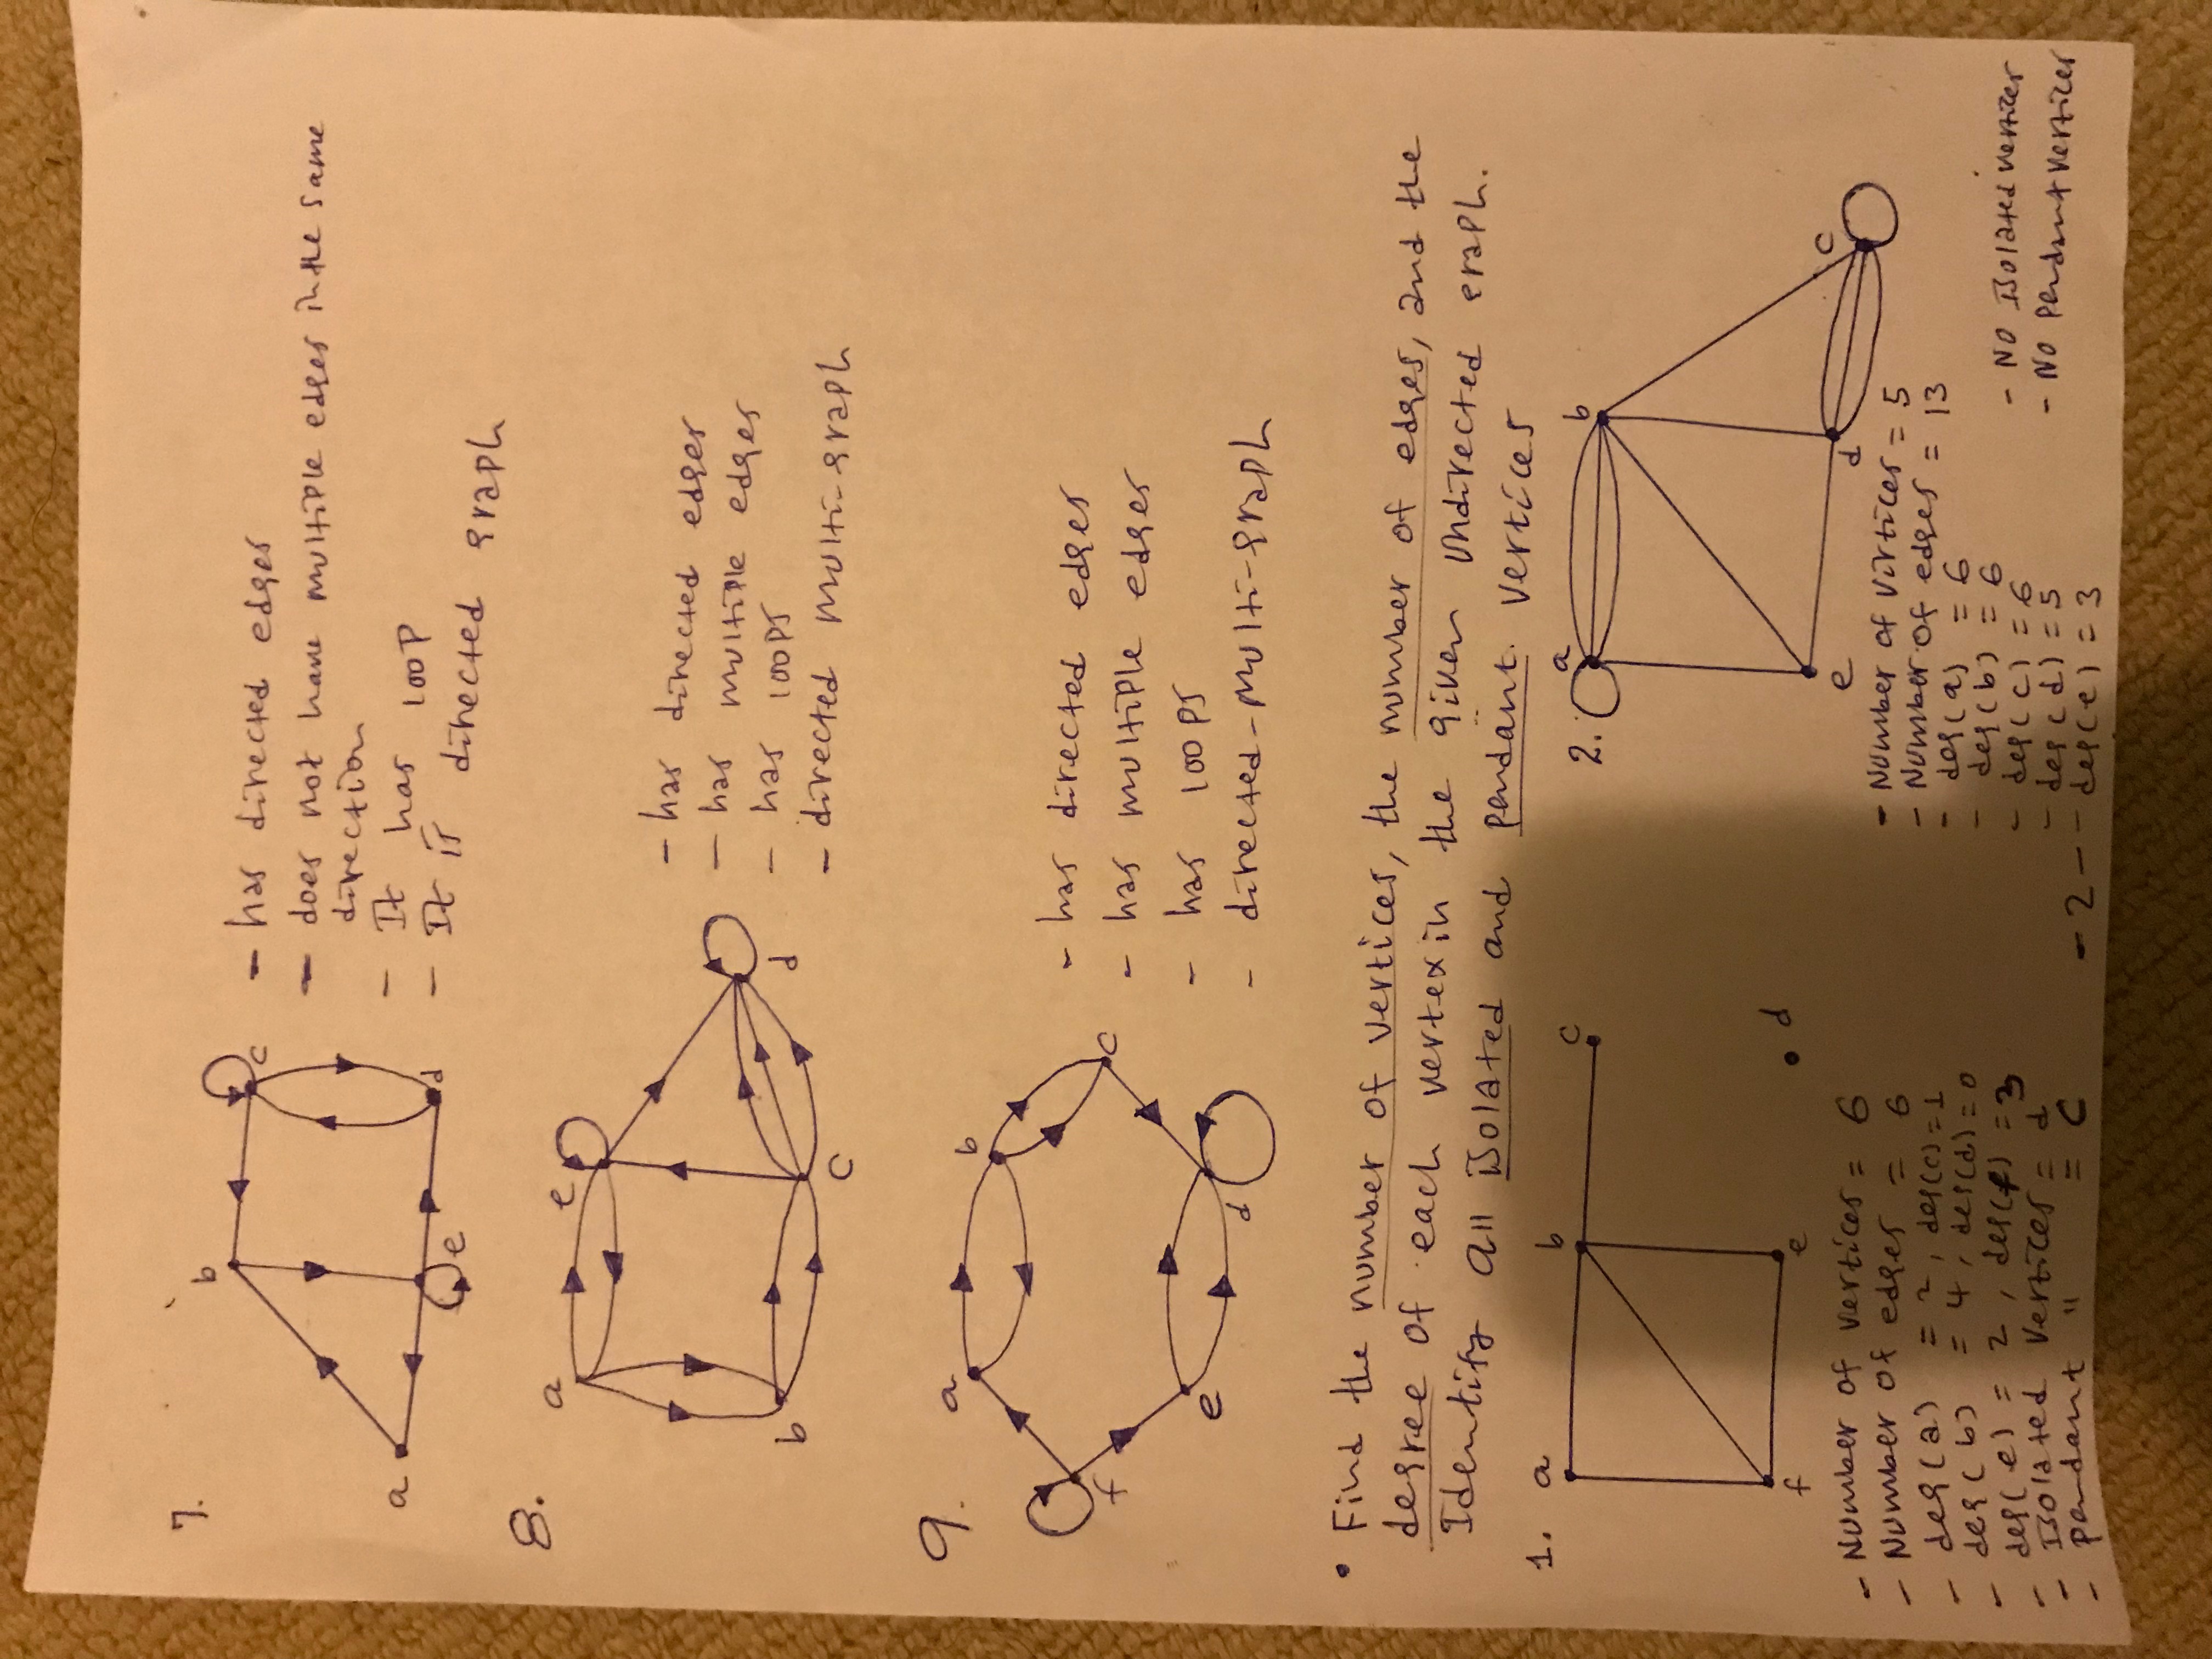 7.
b
c
a
e
d
- has directed edges
- does not have multiple edges in the same
direction
- It has loop
- It is directed graph
8.
a
e
b
c
d
- has directed edges
- has multiple edges
- has loops
- directed multi-graph
9.
a
b
f
c
e
d
- has directed edges
- has multiple edges
- has loops
- directed-multi-graph
• Find the number of vertices, the number of edges, and the
degree of each vertex in the given undirected graph.
Identify all isolated and pendant. vertices
1.
a
b
c
f
e
d
- Number of vertices = 6
- Number of edges = 6
- deg(a) = 2, deg(c)=1
- deg(b) = 4, deg(d)=0
- deg(e) = 2, deg(f) = 3
- Isolated vertices = d
- pendant " = C
2.
a
b
e
d
c
- Number of virtices = 5
- Number of edges = 13
- deg(a) = 6
- deg(b) = 6
- deg(c) = 6
- deg(d) = 5
- deg(e) = 3
- No Isolated vertices
- No pendant vertices
-2-